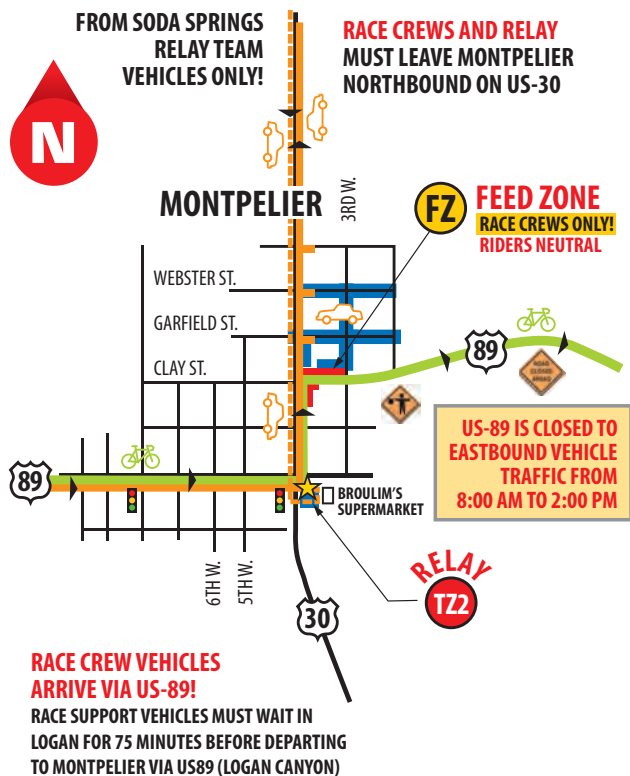 FROM SODA SPRINGS
RELAY TEAM
VEHICLES ONLY!
RACE CREWS AND RELAY
MUST LEAVE MONTPELIER
NORTHBOUND ON US-30
N
MONTPELIER
3RD W.
FZ
FEED ZONE
RACE CREWS ONLY!
RIDERS NEUTRAL
WEBSTER ST.
GARFIELD ST.
CLAY ST.
89
ROAD
CLOSED
AHEAD
US-89 IS CLOSED TO
EASTBOUND VEHICLE
TRAFFIC FROM
8:00 AM TO 2:00 PM
89
BROULIM'S
SUPERMARKET
6TH W.
5TH W.
30
RELAY
TZ2
RACE CREW VEHICLES
ARRIVE VIA US-89!
RACE SUPPORT VEHICLES MUST WAIT IN
LOGAN FOR 75 MINUTES BEFORE DEPARTING
TO MONTPELIER VIA US89 (LOGAN CANYON)